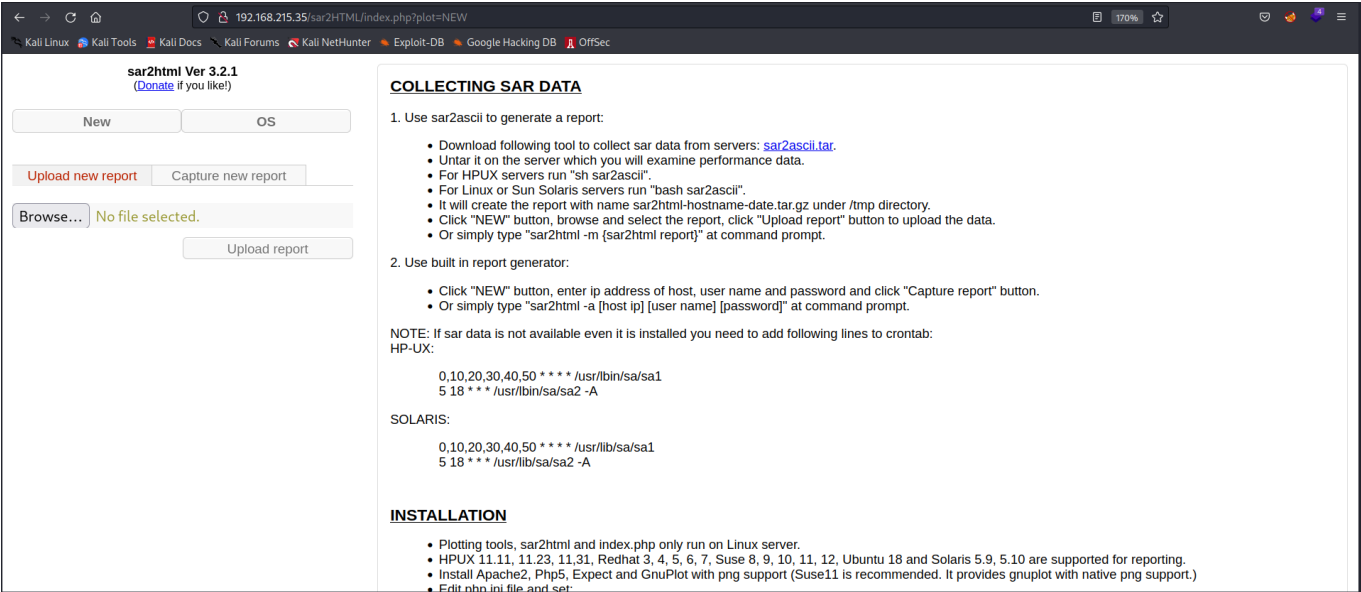 192.168.215.35/sar2HTML/index.php?plot=NEW
170%
4
Kali Linux Kali Tools Kali Docs Kali Forums Kali NetHunter Exploit-DB Google Hacking DB OffSec
sar2html Ver 3.2.1
(Donate if you like!)
New OS
Upload new report Capture new report
Browse... No file selected.
Upload report
COLLECTING SAR DATA
1. Use sar2ascii to generate a report:
• Download following tool to collect sar data from servers: sar2ascii.tar.
• Untar it on the server which you will examine performance data.
• For HPUX servers run "sh sar2ascii".
• For Linux or Sun Solaris servers run "bash sar2ascii".
• It will create the report with name sar2html-hostname-date.tar.gz under /tmp directory.
• Click "NEW" button, browse and select the report, click "Upload report" button to upload the data.
• Or simply type "sar2html -m {sar2html report}" at command prompt.
2. Use built in report generator:
• Click "NEW" button, enter ip address of host, user name and password and click "Capture report" button.
• Or simply type "sar2html -a [host ip] [user name] [password]" at command prompt.
NOTE: If sar data is not available even it is installed you need to add following lines to crontab:
HP-UX:
0,10,20,30,40,50 * * * * /usr/lbin/sa/sa1
5 18 * * * /usr/lbin/sa/sa2 -A
SOLARIS:
0,10,20,30,40,50 * * * * /usr/lib/sa/sa1
5 18 * * * /usr/lib/sa/sa2 -A
INSTALLATION
• Plotting tools, sar2html and index.php only run on Linux server.
• HPUX 11.11, 11.23, 11,31, Redhat 3, 4, 5, 6, 7, Suse 8, 9, 10, 11, 12, Ubuntu 18 and Solaris 5.9, 5.10 are supported for reporting.
• Install Apache2, Php5, Expect and GnuPlot with png support (Suse11 is recommended. It provides gnuplot with native png support.)
• Edit php.ini file and set: